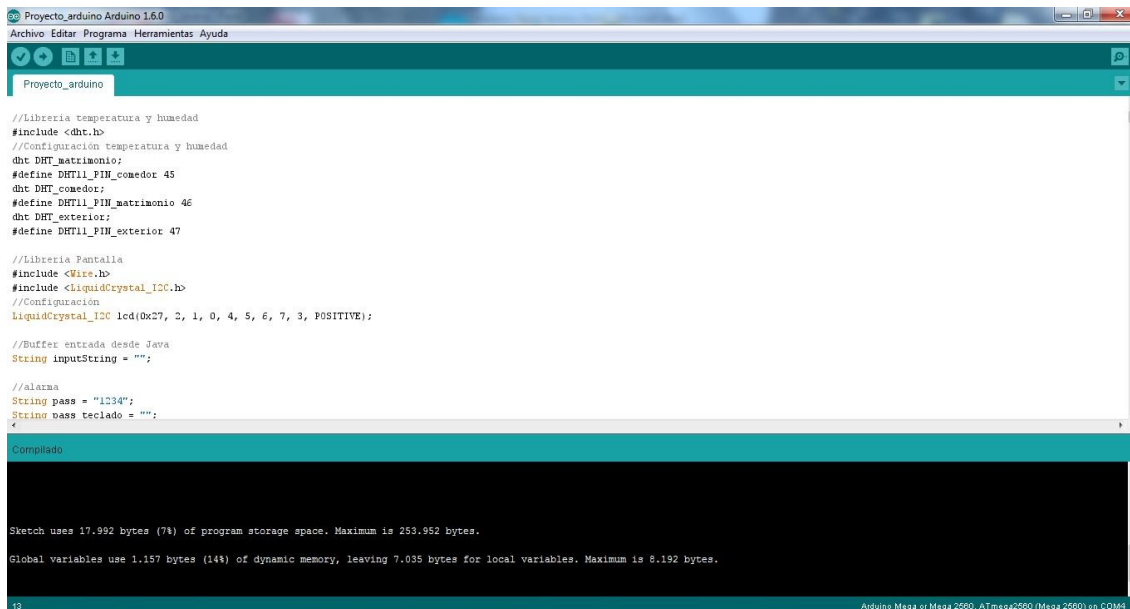 Proyecto_arduino Arduino 1.6.0
Archivo Editar Programa Herramientas Ayuda
Proyecto_arduino
//Libreria temperatura y humedad
#include <dht.h>
//Configuración temperatura y humedad
dht DHT_matrimonio;
#define DHT11_PIN_comedor 45
dht DHT_comedor;
#define DHT11_PIN_matrimonio 46
dht DHT_exterior;
#define DHT11_PIN_exterior 47
//Libreria Pantalla
#include <Wire.h>
#include <LiquidCrystal_I2C.h>
//Configuración
LiquidCrystal_I2C lcd(0x27, 2, 1, 0, 4, 5, 6, 7, 3, POSITIVE);
//Buffer entrada desde Java
String inputString = "";
//alarma
String pass = "1234";
String pass_teclado = "";
Compilado
Sketch uses 17.992 bytes (7%) of program storage space. Maximum is 253.952 bytes.
Global variables use 1.157 bytes (14%) of dynamic memory, leaving 7.035 bytes for local variables. Maximum is 8.192 bytes.
13
Arduino Mega or Mega 2560, ATmega2560 (Mega 2560) on COM4